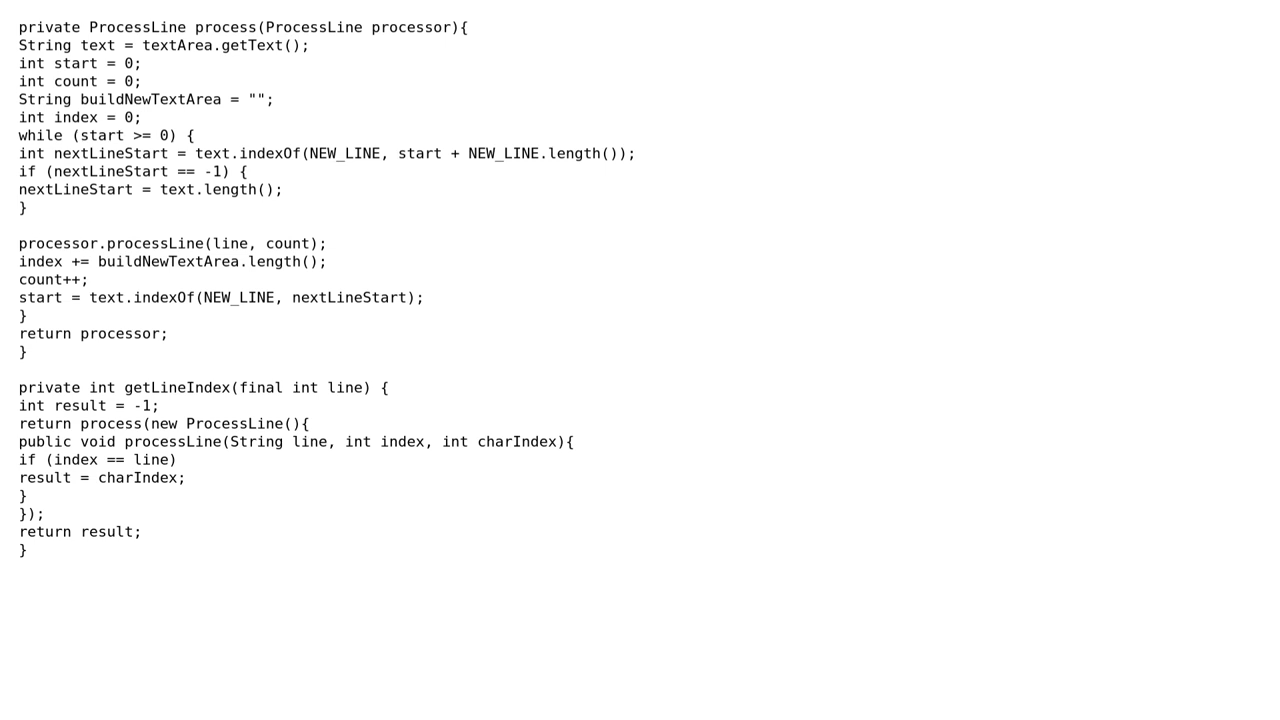 private ProcessLine process(ProcessLine processor){
String text = textArea.getText();
int start = 0;
int count = 0;
String buildNewTextArea = "";
int index = 0;
while (start >= 0) {
int nextLineStart = text.indexOf(NEW_LINE, start + NEW_LINE.length());
if (nextLineStart == -1) {
nextLineStart = text.length();
}

processor.processLine(line, count);
index += buildNewTextArea.length();
count++;
start = text.indexOf(NEW_LINE, nextLineStart);
}
return processor;
}

private int getLineIndex(final int line) {
int result = -1;
return process(new ProcessLine(){
public void processLine(String line, int index, int charIndex){
if (index == line)
result = charIndex;
}
});
return result;
}